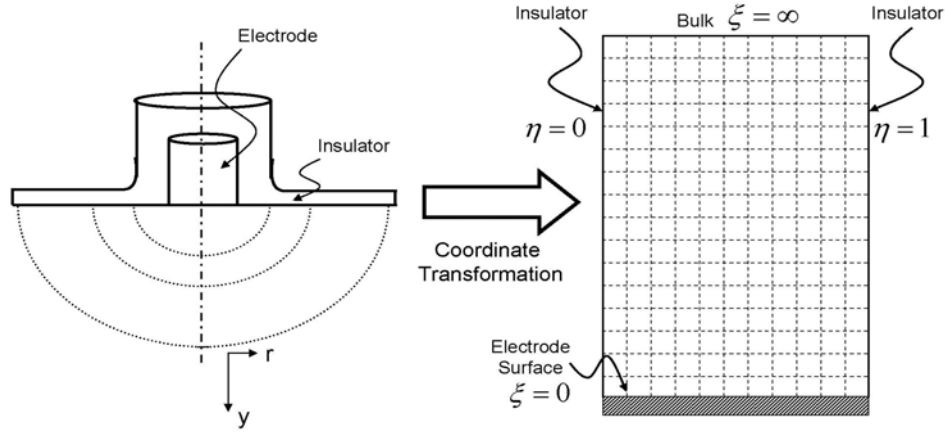 Electrode
Insulator
r
y
Coordinate
Transformation
Insulator
Bulk ξ = ∞
Insulator
η = 0
η = 1
Electrode
Surface
ξ = 0